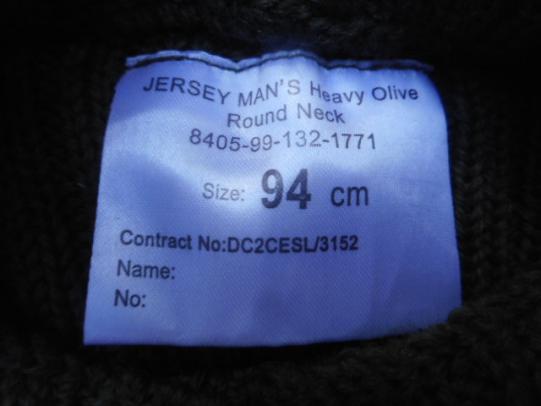 JERSEY MAN'S Heavy Olive
Round Neck
8405-99-132-1771
Size: 94 cm
Contract No:DC2CESL/3152
Name:
No: